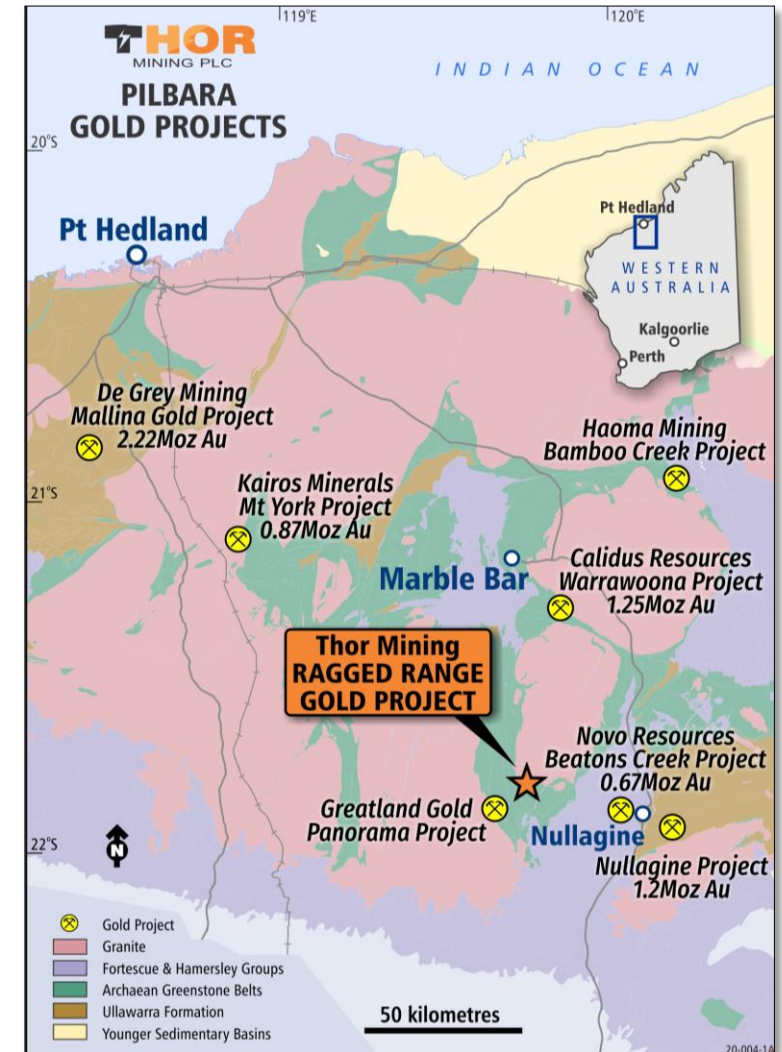 119°E
120°E
THOR
MINING PLC
PILBARA
GOLD PROJECTS
INDIAN OCEAN
20°S
Pt Hedland
Pt Hedland
WESTERN
AUSTRALIA
Kalgoorlie
Perth
De Grey Mining
Mallina Gold Project
2.22Moz Au
Haoma Mining
Bamboo Creek Project
21°S
Kairos Minerals
Mt York Project
0.87Moz Au
Marble Bar
Calidus Resources
Warrawoona Project
1.25Moz Au
Thor Mining
RAGGED RANGE
GOLD PROJECT
Novo Resources
Beatons Creek Project
0.67Moz Au
Greatland Gold
Panorama Project
Nullagine
22°S
N
Nullagine Project
1.2Moz Au
Gold Project
Granite
Fortescue & Hamersley Groups
Archaean Greenstone Belts
Ullawarra Formation
Younger Sedimentary Basins
50 kilometres
20-004-1A